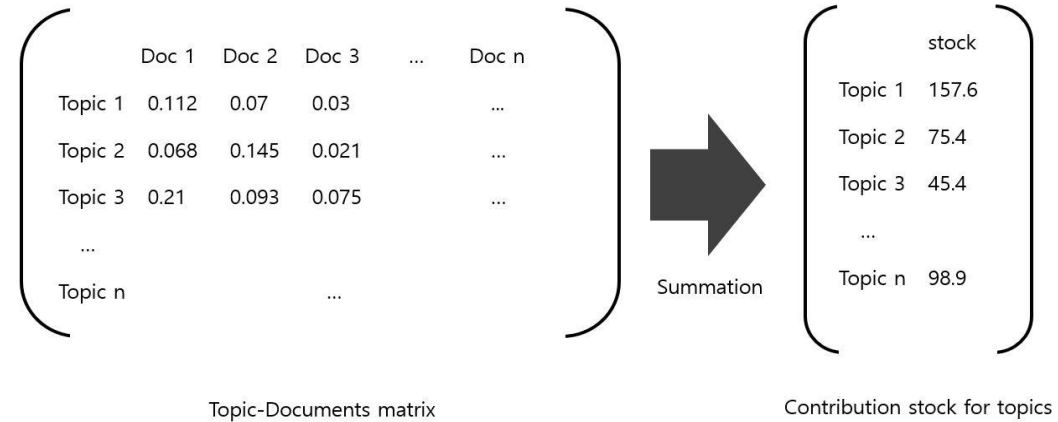 Doc 1 Doc 2 Doc 3 ... Doc n
Topic 1 0.112 0.07 0.03 ...
Topic 2 0.068 0.145 0.021 ...
Topic 3 0.21 0.093 0.075 ...
...
Topic n ...
Topic-Documents matrix
Summation
stock
Topic 1 157.6
Topic 2 75.4
Topic 3 45.4
...
Topic n 98.9
Contribution stock for topics